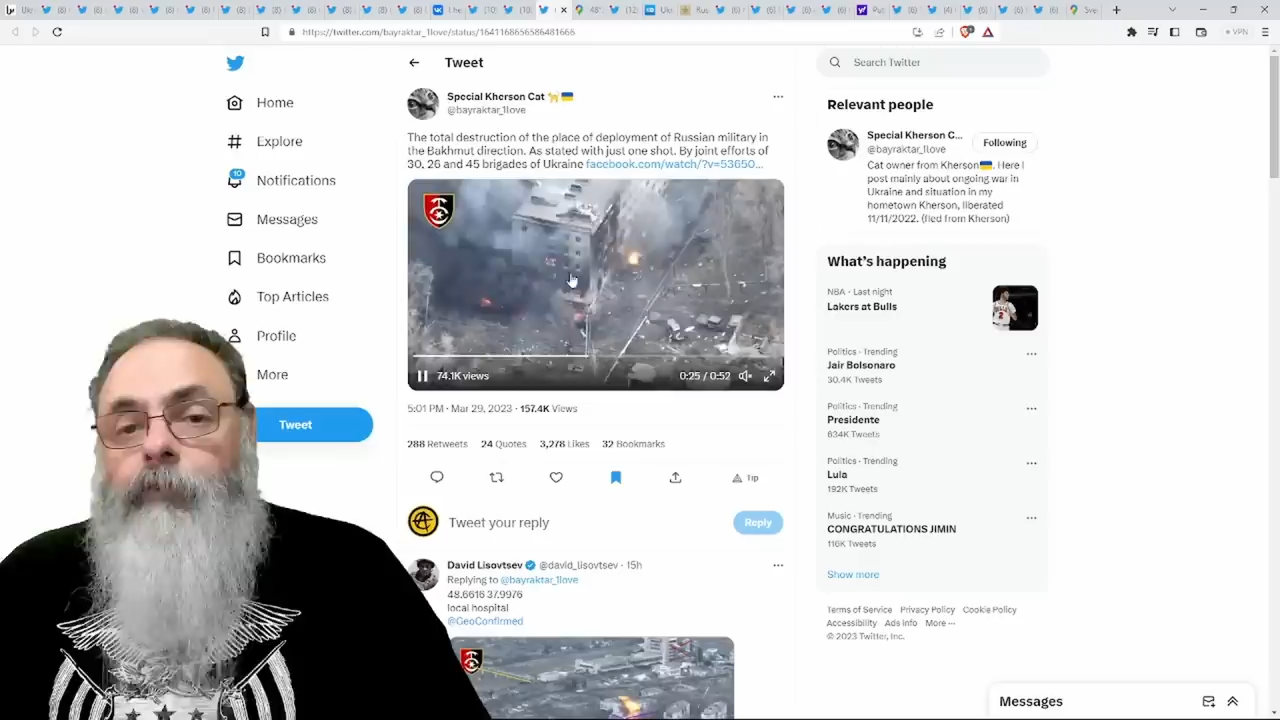 https://twitter.com/bayraktar_1love/status/1641168656586481666
VPN
Home
Explore
10
Notifications
Messages
Bookmarks
Top Articles
Profile
More
Tweet
Tweet
Special Kherson Cat
@bayraktar_1love
The total destruction of the place of deployment of Russian military in
the Bakhmut direction. As stated with just one shot. By joint efforts of
30, 26 and 45 brigades of Ukraine facebook.com/watch/?v=53650...
74.1K views
0:25 / 0:52
5:01 PM · Mar 29, 2023 · 157.4K Views
288 Retweets 24 Quotes 3,278 Likes 32 Bookmarks
Tip
Tweet your reply
Reply
David Lisovtsev @david_lisovtsev · 15h
Replying to @bayraktar_1love
48.6616 37.9976
local hospital
@GeoConfirmed
Search Twitter
Relevant people
Special Kherson C...
@bayraktar_1love
Following
Cat owner from Kherson. Here I
post mainly about ongoing war in
Ukraine and situation in my
hometown Kherson, liberated
11/11/2022. (fled from Kherson)
What's happening
NBA · Last night
Lakers at Bulls
Politics · Trending
Jair Bolsonaro
30.4K Tweets
Politics · Trending
Presidente
634K Tweets
Politics · Trending
Lula
192K Tweets
Music · Trending
CONGRATULATIONS JIMIN
116K Tweets
Show more
Terms of Service Privacy Policy Cookie Policy
Accessibility Ads info More ...
© 2023 Twitter, Inc.
Messages